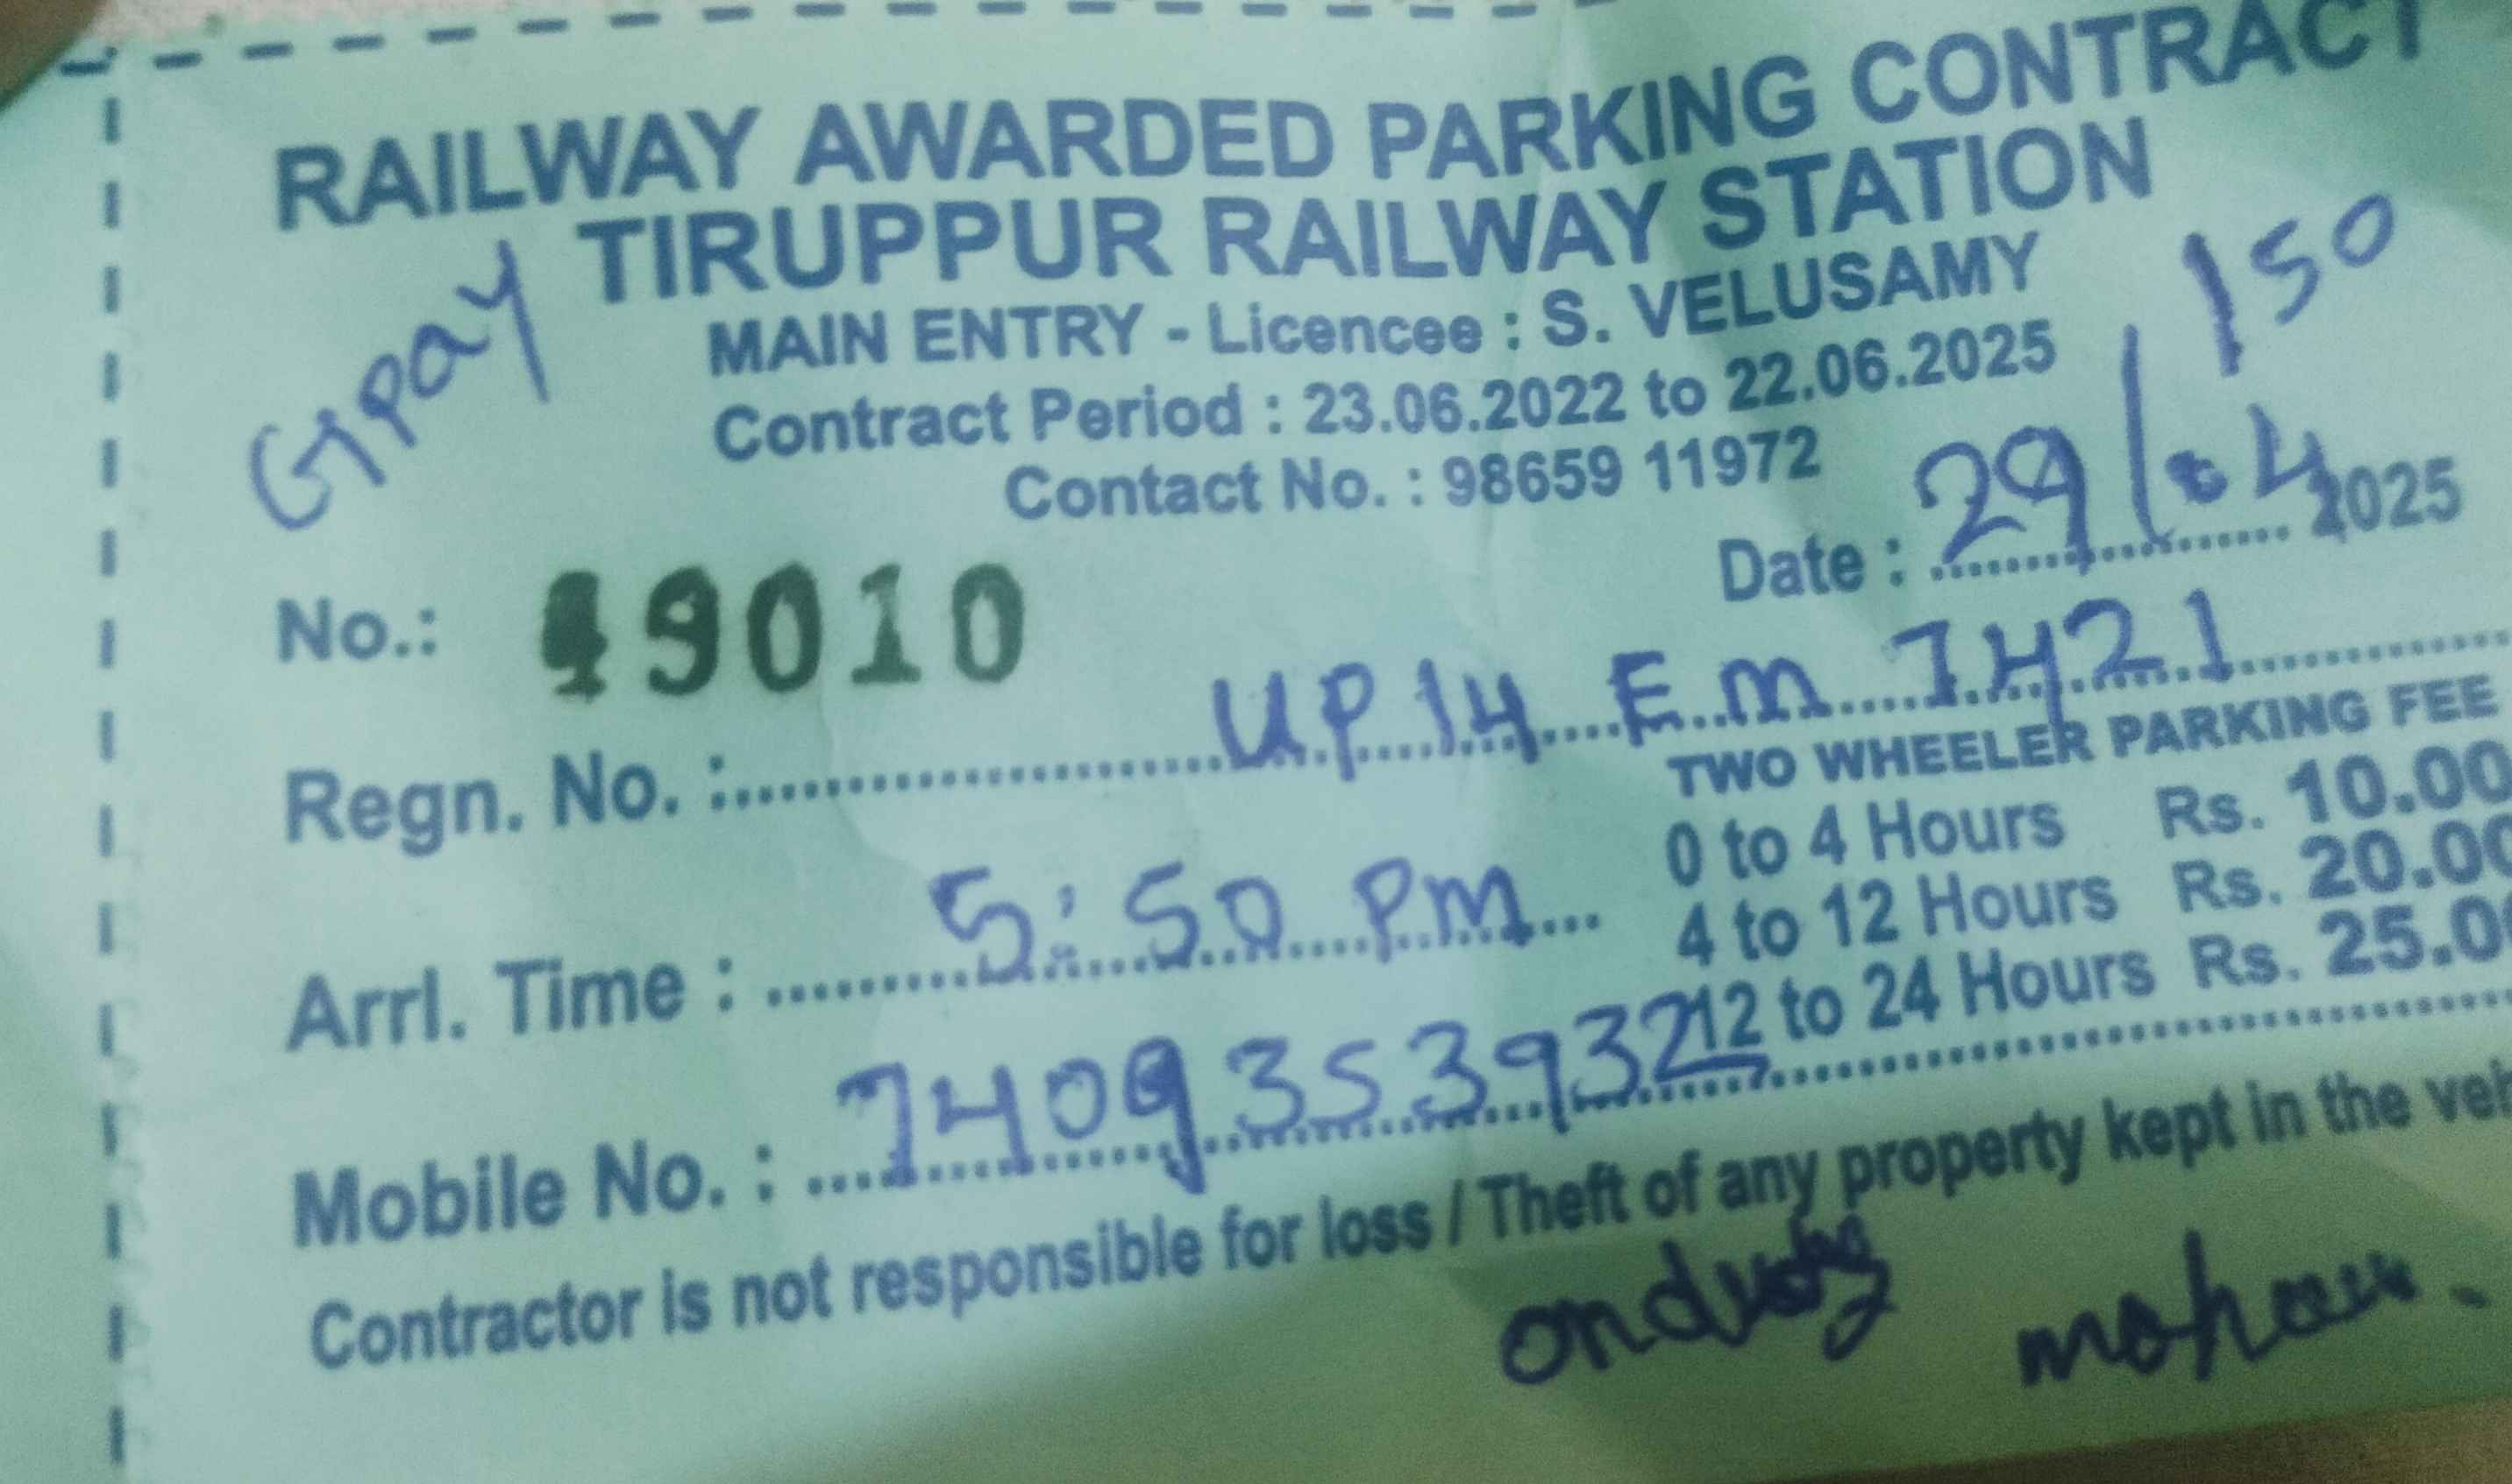 RAILWAY AWARDED PARKING CONTRACT
TIRUPPUR RAILWAY STATION
Gpay
150
MAIN ENTRY - Licencee : S. VELUSAMY
Contract Period : 23.06.2022 to 22.06.2025
Contact No. : 98659 11972
No.: 49010
Date : 29/04 2025
Regn. No. : UP 14 Em 7421
TWO WHEELER PARKING FEE
0 to 4 Hours Rs. 10.00
4 to 12 Hours Rs. 20.00
Arrl. Time : 5:50 Pm
12 to 24 Hours Rs. 25.0
Mobile No. : 7409353932
Contractor is not responsible for loss / Theft of any property kept in the veh